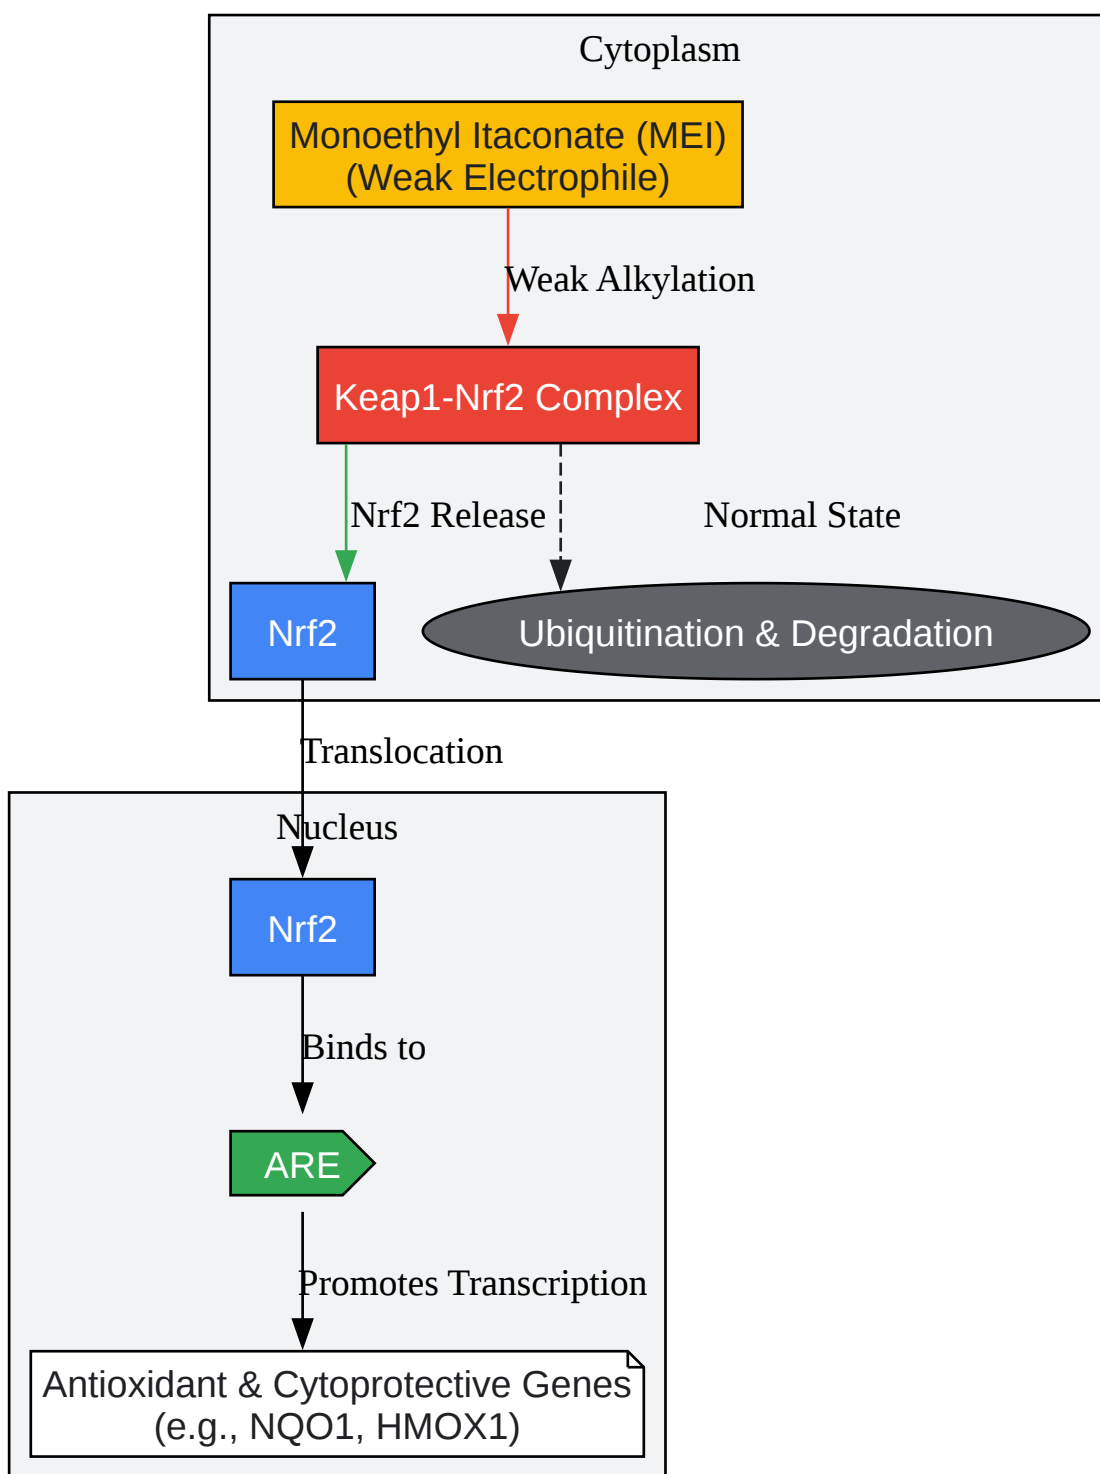 Cytoplasm
Monoethyl Itaconate (MEI)
(Weak Electrophile)
Weak Alkylation
Keap1-Nrf2 Complex
Nrf2 Release
Normal State
Nrf2
Ubiquitination & Degradation
Translocation
Nucleus
Nrf2
Binds to
ARE
Promotes Transcription
Antioxidant & Cytoprotective Genes
(e.g., NQO1, HMOX1)